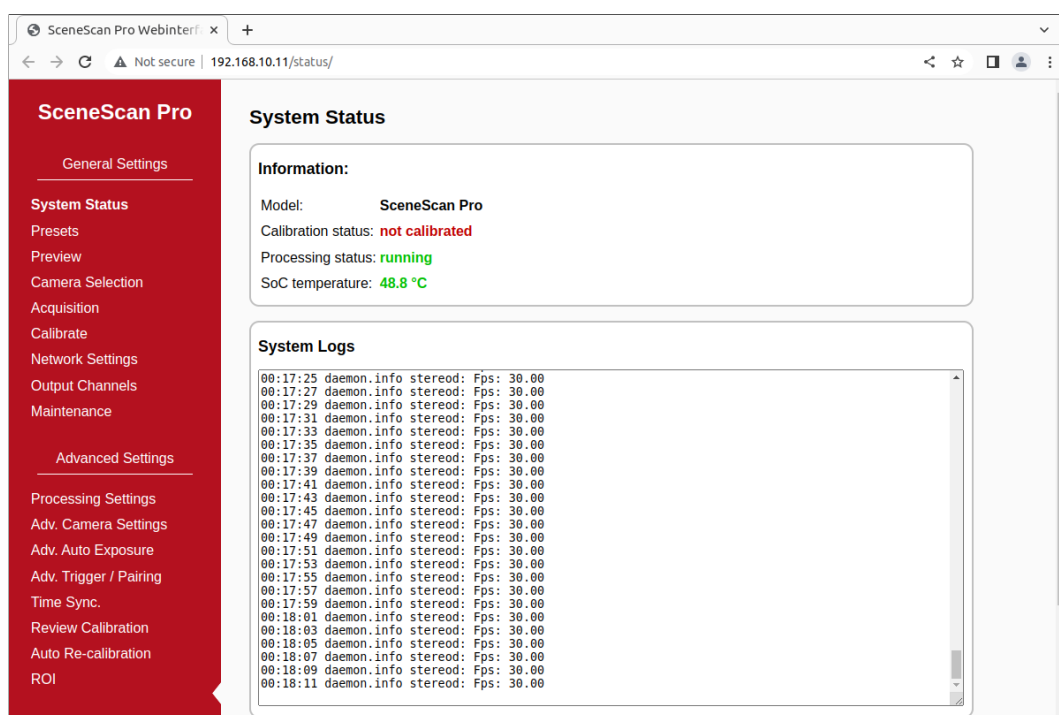 SceneScan Pro Webinterf
Not secure
192.168.10.11/status/
SceneScan Pro
General Settings
System Status
Presets
Preview
Camera Selection
Acquisition
Calibrate
Network Settings
Output Channels
Maintenance
Advanced Settings
Processing Settings
Adv. Camera Settings
Adv. Auto Exposure
Adv. Trigger / Pairing
Time Sync.
Review Calibration
Auto Re-calibration
ROI
System Status
Information:
Model: SceneScan Pro
Calibration status: not calibrated
Processing status: running
SoC temperature: 48.8 °C
System Logs
00:17:25 daemon.info stereod: Fps: 30.00
00:17:27 daemon.info stereod: Fps: 30.00
00:17:29 daemon.info stereod: Fps: 30.00
00:17:31 daemon.info stereod: Fps: 30.00
00:17:33 daemon.info stereod: Fps: 30.00
00:17:35 daemon.info stereod: Fps: 30.00
00:17:37 daemon.info stereod: Fps: 30.00
00:17:39 daemon.info stereod: Fps: 30.00
00:17:41 daemon.info stereod: Fps: 30.00
00:17:43 daemon.info stereod: Fps: 30.00
00:17:45 daemon.info stereod: Fps: 30.00
00:17:47 daemon.info stereod: Fps: 30.00
00:17:49 daemon.info stereod: Fps: 30.00
00:17:51 daemon.info stereod: Fps: 30.00
00:17:53 daemon.info stereod: Fps: 30.00
00:17:55 daemon.info stereod: Fps: 30.00
00:17:57 daemon.info stereod: Fps: 30.00
00:17:59 daemon.info stereod: Fps: 30.00
00:18:01 daemon.info stereod: Fps: 30.00
00:18:03 daemon.info stereod: Fps: 30.00
00:18:05 daemon.info stereod: Fps: 30.00
00:18:07 daemon.info stereod: Fps: 30.00
00:18:09 daemon.info stereod: Fps: 30.00
00:18:11 daemon.info stereod: Fps: 30.00